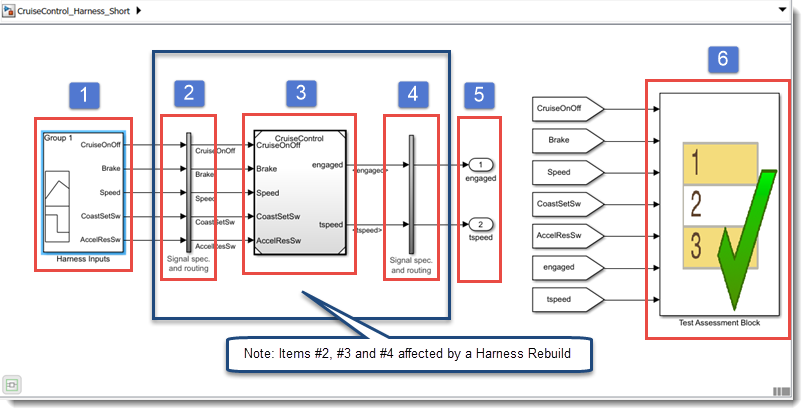 CruiseControl_Harness_Short
1
2
3
4
5
6
Group 1
CruiseOnOff
Brake
Speed
CoastSetSw
AccelResSw
Harness Inputs
CruiseOnOff
Brake
Speed
CoastSetSw
AccelResSw
Signal spec.
and routing
CruiseControl
CruiseOnOff
Brake
Speed
CoastSetSw
AccelResSw
engaged
tspeed
<engaged>
<tspeed>
Signal spec.
and routing
1
engaged
2
tspeed
CruiseOnOff
Brake
Speed
CoastSetSw
AccelResSw
engaged
tspeed
1
2
3
Test Assessment Block
Note: Items #2, #3 and #4 affected by a Harness Rebuild